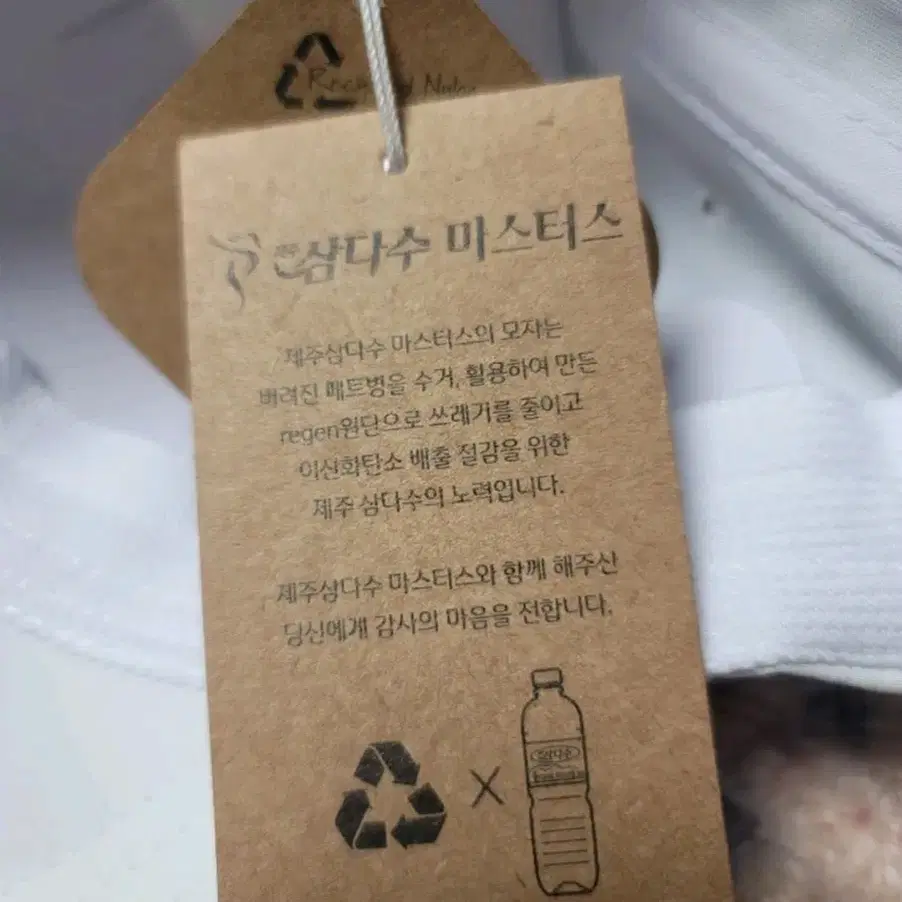 Recycled
제주삼다수 마스터스
제주삼다수 마스터스의 모자는
버려진 패트병을 수거, 활용하여 만든
regen원단으로 쓰레거를 줄이고
이산화탄소 배출 절감을 위한
제주 삼다수의 노력입니다.
제주삼다수 마스터스와 함께 해주신
당신에게 감사의 마음을 전합니다.
X
삼다수